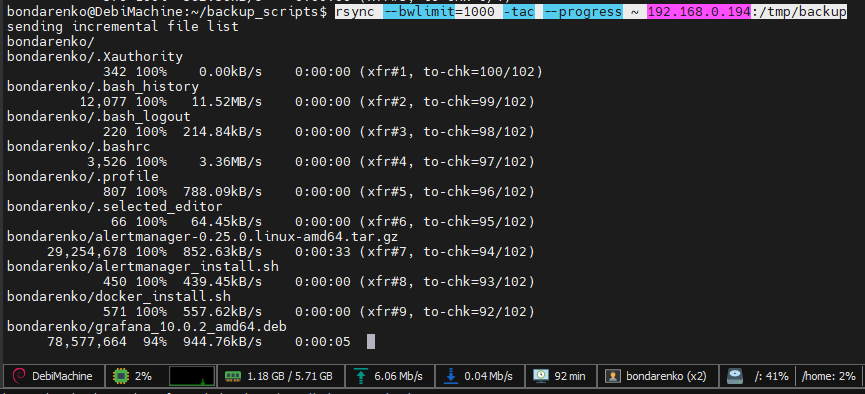 bondarenko@DebiMachine:~/backup_scripts$ rsync --bwlimit=1000 -tac --progress ~ 192.168.0.194:/tmp/backup
sending incremental file list
bondarenko/
bondarenko/.Xauthority
342 100% 0.00kB/s 0:00:00 (xfr#1, to-chk=100/102)
bondarenko/.bash_history
12,077 100% 11.52MB/s 0:00:00 (xfr#2, to-chk=99/102)
bondarenko/.bash_logout
220 100% 214.84kB/s 0:00:00 (xfr#3, to-chk=98/102)
bondarenko/.bashrc
3,526 100% 3.36MB/s 0:00:00 (xfr#4, to-chk=97/102)
bondarenko/.profile
807 100% 788.09kB/s 0:00:00 (xfr#5, to-chk=96/102)
bondarenko/.selected_editor
66 100% 64.45kB/s 0:00:00 (xfr#6, to-chk=95/102)
bondarenko/alertmanager-0.25.0.linux-amd64.tar.gz
29,254,678 100% 852.63kB/s 0:00:33 (xfr#7, to-chk=94/102)
bondarenko/alertmanager_install.sh
450 100% 439.45kB/s 0:00:00 (xfr#8, to-chk=93/102)
bondarenko/docker_install.sh
571 100% 557.62kB/s 0:00:00 (xfr#9, to-chk=92/102)
bondarenko/grafana_10.0.2_amd64.deb
78,577,664 94% 944.76kB/s 0:00:05
DebiMachine 2% 1.18 GB / 5.71 GB 6.06 Mb/s 0.04 Mb/s 92 min bondarenko (x2) /: 41% /home: 2%